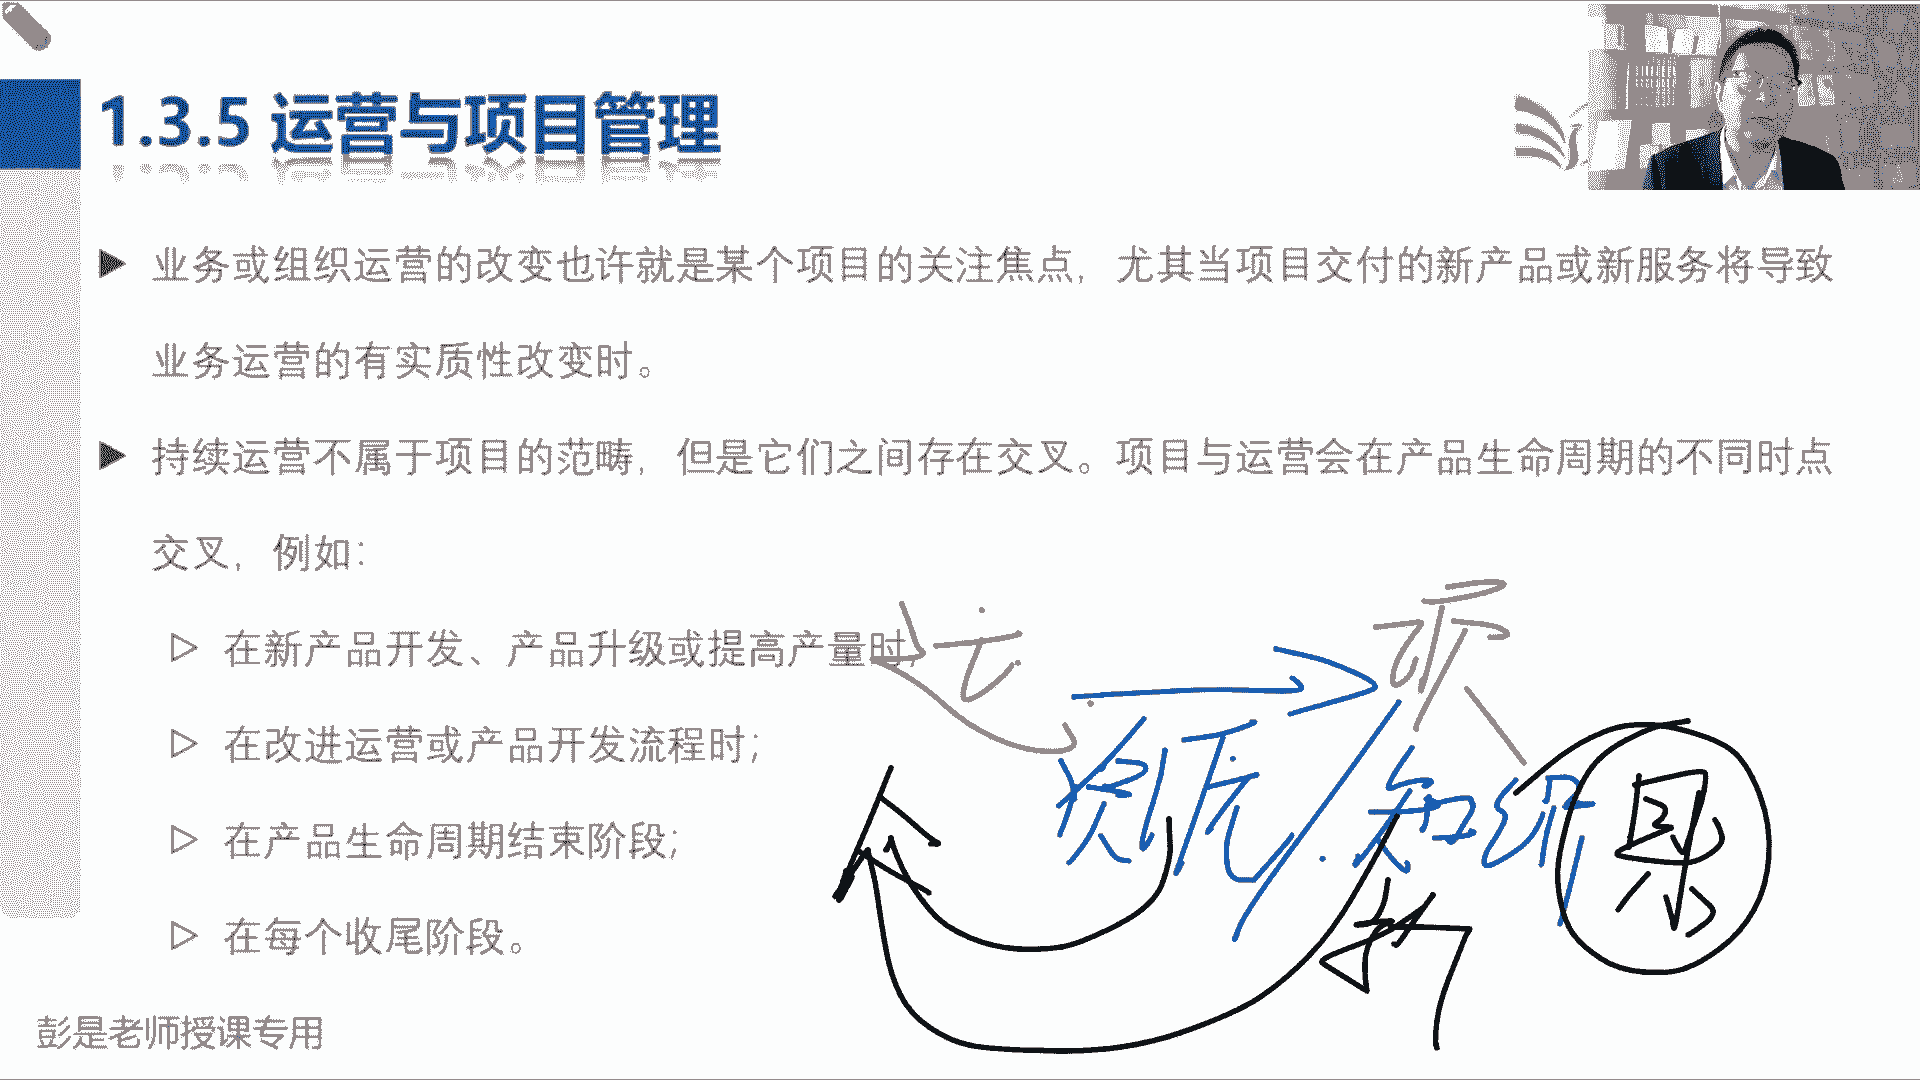 1.3.5 运营与项目管理
业务或组织运营的改变也许就是某个项目的关注焦点，尤其当项目交付的新产品或新服务将导致
业务运营的有实质性改变时。
持续运营不属于项目的范畴，但是它们之间存在交叉。项目与运营会在产品生命周期的不同时点
交叉，例如：
在新产品开发、产品升级或提高产量时；
运
项
在改进运营或产品开发流程时；
资源
知识
果
在产品生命周期结束阶段；
在每个收尾阶段。
彭是老师授课专用